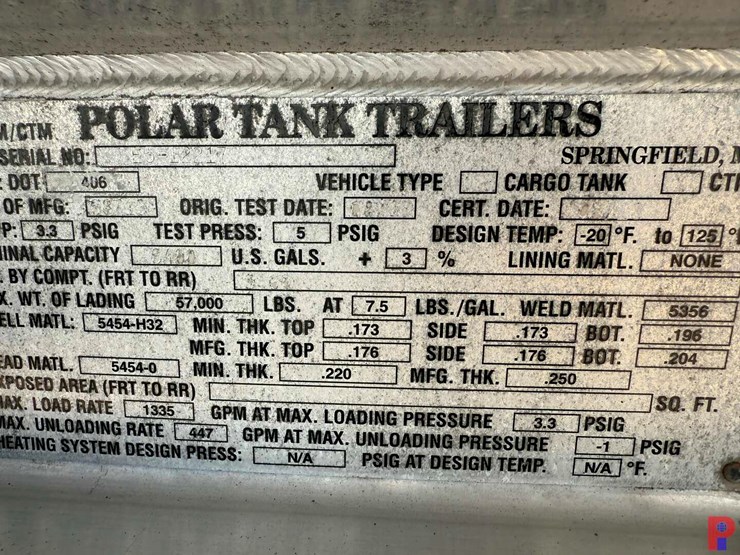 M/CTM POLAR TANK TRAILERS
SERIAL NO: SPRINGFIELD, M
DOT: 406 VEHICLE TYPE CARGO TANK CT
OF MFG: ORIG. TEST DATE: CERT. DATE:
P: 3.3 PSIG TEST PRESS: 5 PSIG DESIGN TEMP: -20 °F. to 125 °
INAL CAPACITY U.S. GALS. + 3 % LINING MATL. NONE
. BY COMPT. (FRT TO RR)
X. WT. OF LADING 57,000 LBS. AT 7.5 LBS./GAL. WELD MATL. 5356
ELL MATL: 5454-H32 MIN. THK. TOP .173 SIDE .173 BOT. .196
MFG. THK. TOP .176 SIDE .176 BOT. .204
EAD MATL. 5454-0 MIN. THK. .220 MFG. THK. .250
XPOSED AREA (FRT TO RR) SQ. FT.
MAX. LOAD RATE 1335 GPM AT MAX. LOADING PRESSURE 3.3 PSIG
MAX. UNLOADING RATE 447 GPM AT MAX. UNLOADING PRESSURE -1 PSIG
HEATING SYSTEM DESIGN PRESS: N/A PSIG AT DESIGN TEMP. N/A °F.